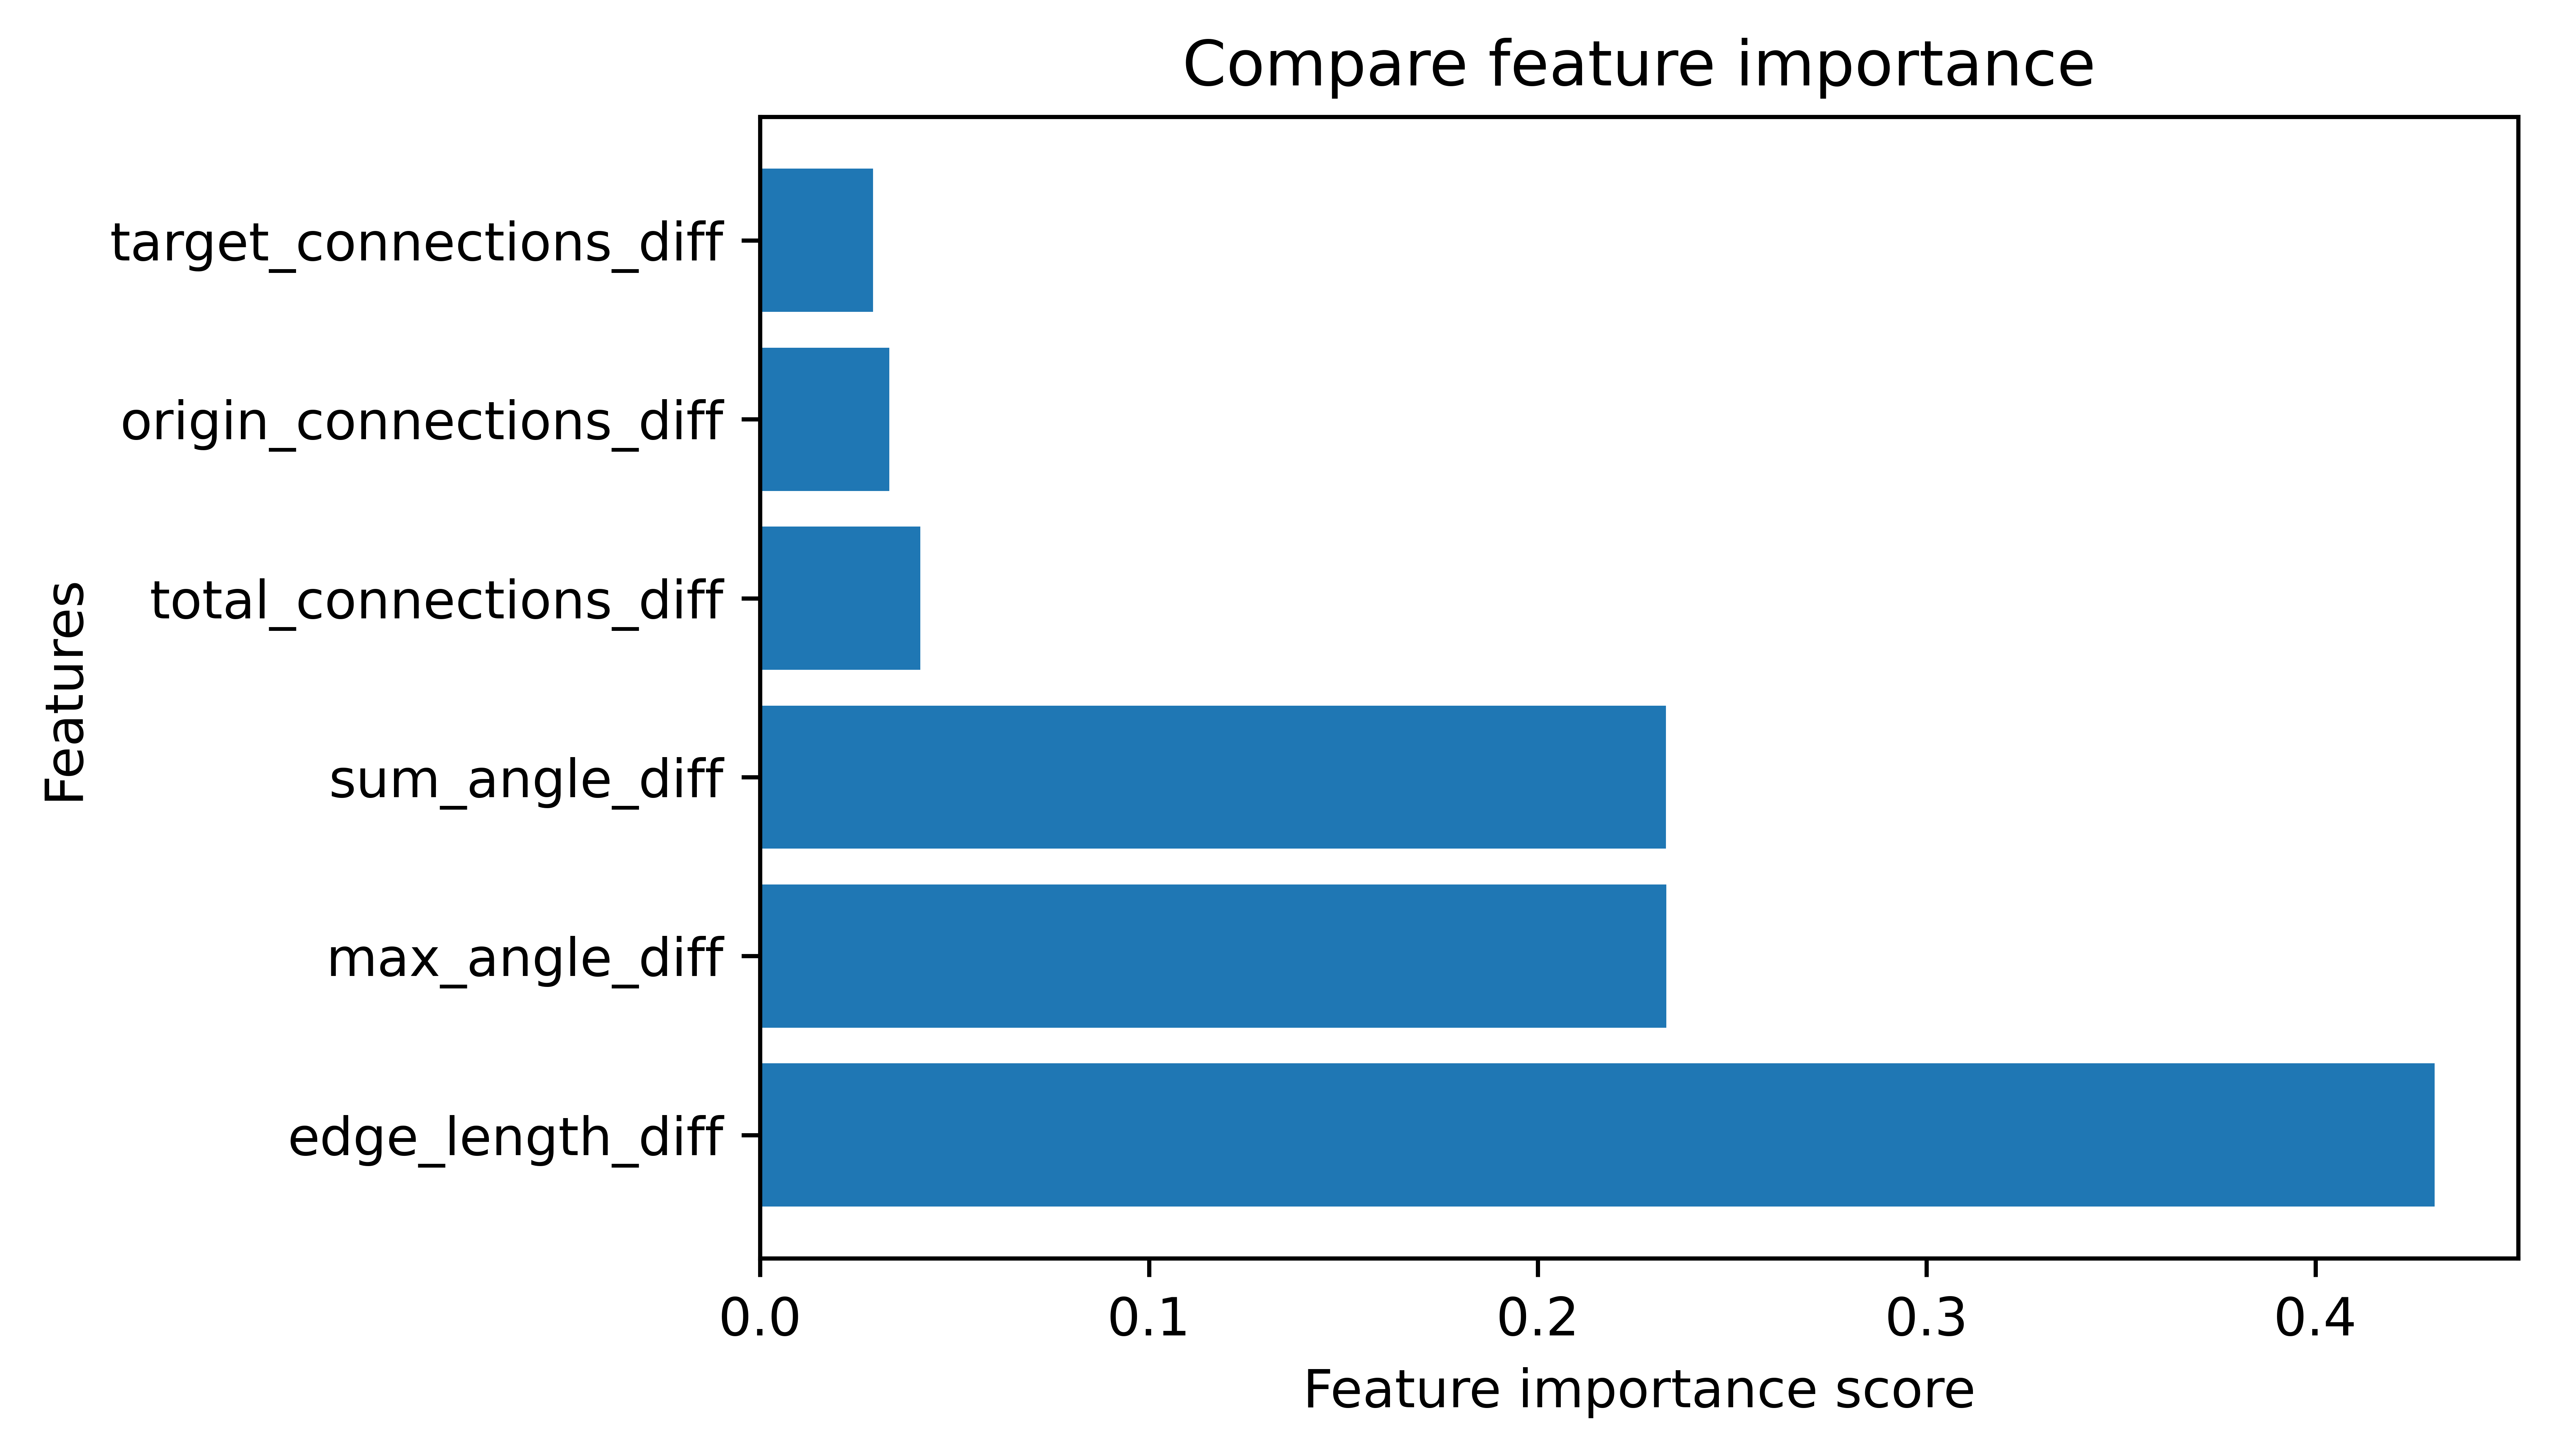 Compare feature importance
target_connections_diff
origin_connections_diff
total_connections_diff
sum_angle_diff
max_angle_diff
edge_length_diff
Features
0.0 0.1 0.2 0.3 0.4
Feature importance score